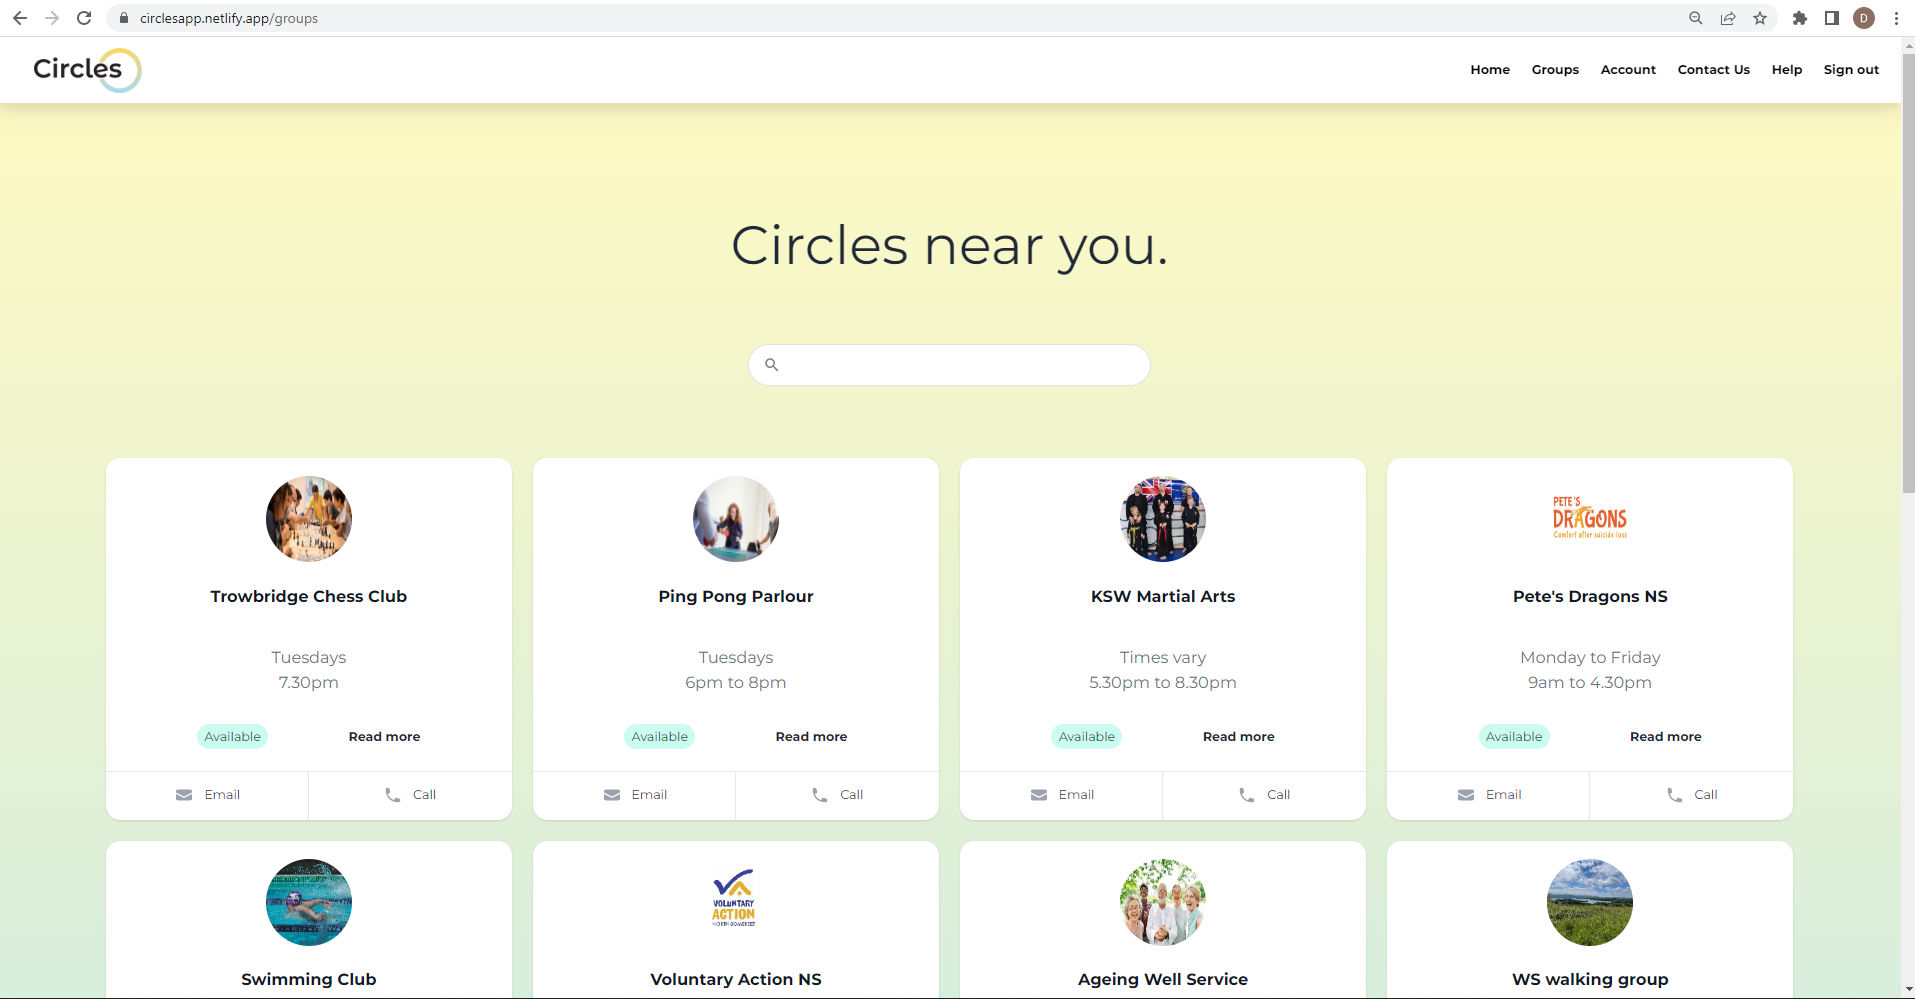 circlesapp.netlify.app/groups
D
Circles
Home Groups Account Contact Us Help Sign out
Circles near you.
Trowbridge Chess Club
Tuesdays
7.30pm
Available Read more
Email Call
Ping Pong Parlour
Tuesdays
6pm to 8pm
Available Read more
Email Call
KSW Martial Arts
Times vary
5.30pm to 8.30pm
Available Read more
Email Call
PETE'S
DRAGONS
Comfort after suicide loss
Pete's Dragons NS
Monday to Friday
9am to 4.30pm
Available Read more
Email Call
Swimming Club
VOLUNTARY
ACTION
NORTH SOMERSET
Voluntary Action NS
Ageing Well Service
WS walking group